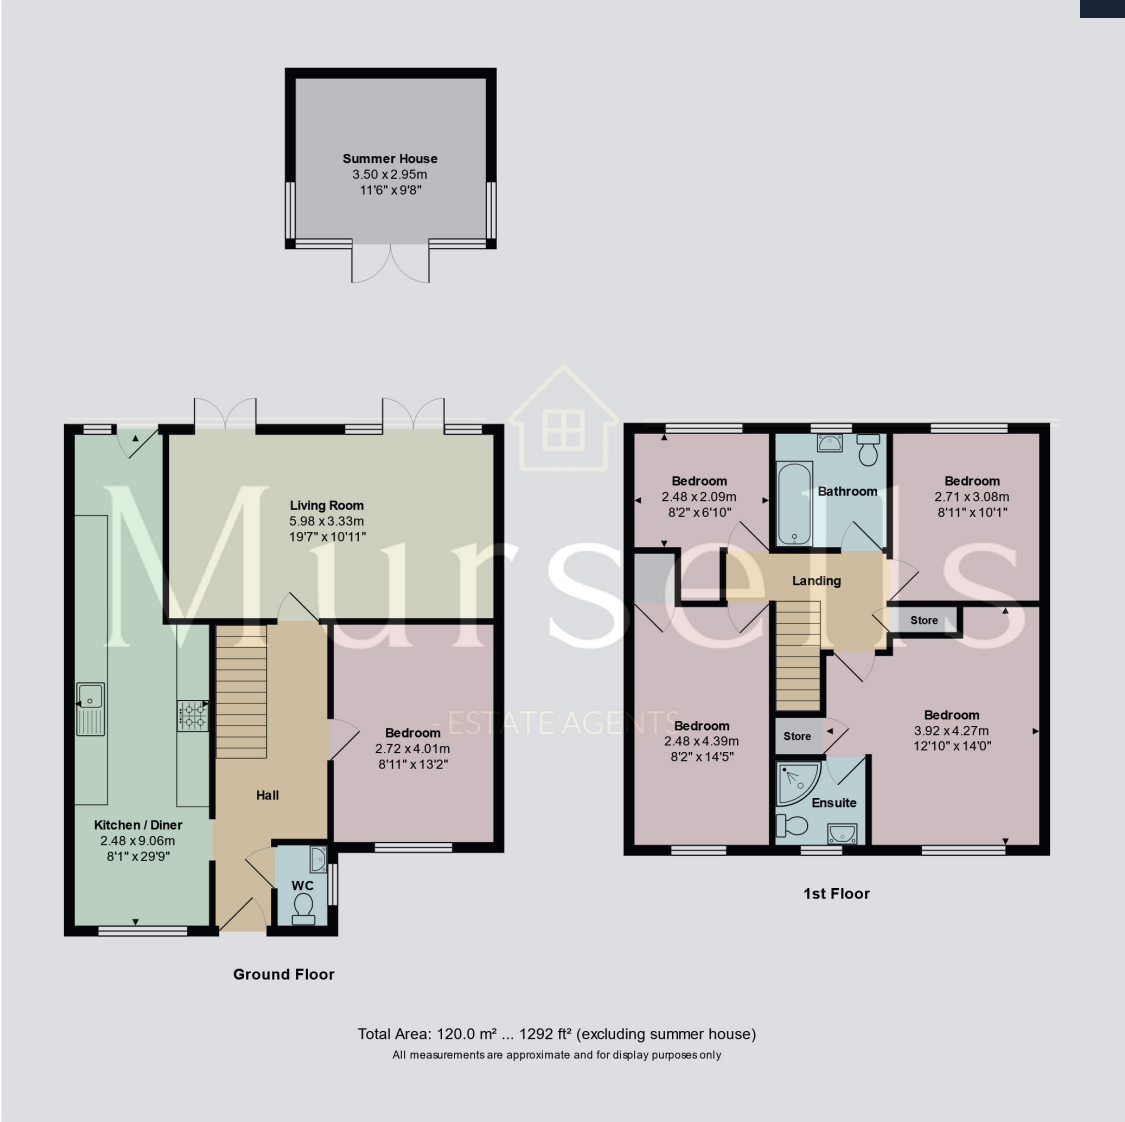 Summer House
3.50 x 2.95m
11'6" x 9'8"
Living Room
5.98 x 3.33m
19'7" x 10'11"
Bedroom
2.72 x 4.01m
8'11" x 13'2"
Hall
Kitchen / Diner
2.48 x 9.06m
8'1" x 29'9"
WC
Ground Floor
Bedroom
2.48 x 2.09m
8'2" x 6'10"
Bathroom
Bedroom
2.71 x 3.08m
8'11" x 10'1"
Landing
Store
Bedroom
2.48 x 4.39m
8'2" x 14'5"
Store
Bedroom
3.92 x 4.27m
12'10" x 14'0"
Ensuite
1st Floor
Mursells
- ESTATE AGENTS -
Total Area: 120.0 m² ... 1292 ft² (excluding summer house)
All measurements are approximate and for display purposes only